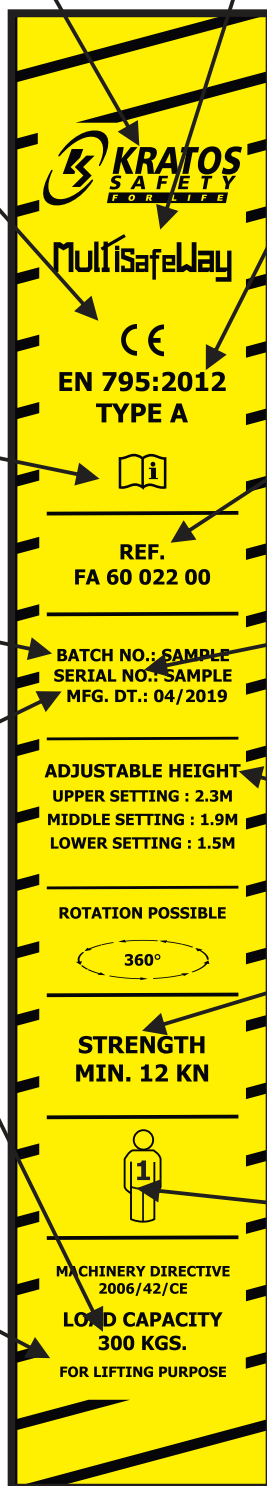 KRATOS
SAFETY
FOR LIFE
MultiSafeWay
CE
EN 795:2012
TYPE A
i
REF.
FA 60 022 00
BATCH NO.: SAMPLE
SERIAL NO.: SAMPLE
MFG. DT.: 04/2019
ADJUSTABLE HEIGHT
UPPER SETTING : 2.3M
MIDDLE SETTING : 1.9M
LOWER SETTING : 1.5M
ROTATION POSSIBLE
360°
STRENGTH
MIN. 12 KN
1
MACHINERY DIRECTIVE
2006/42/CE
LOAD CAPACITY
300 KGS.
FOR LIFTING PURPOSE